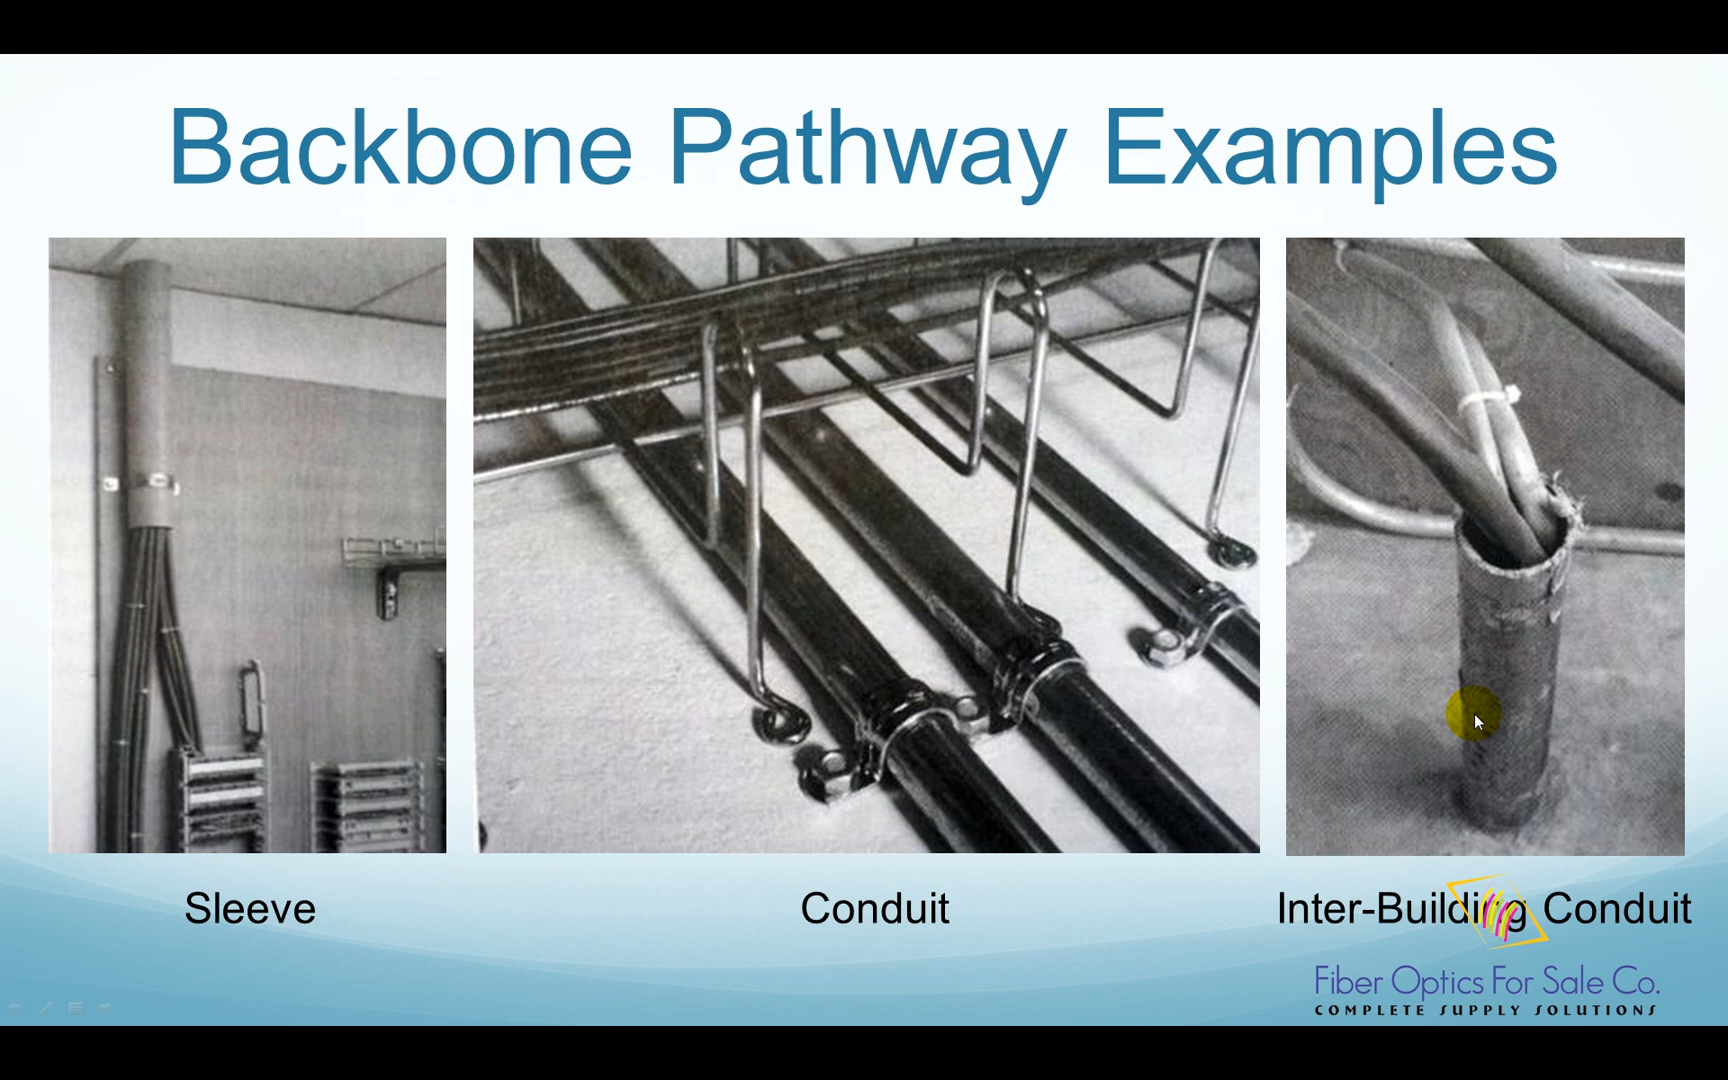 Backbone Pathway Examples
Sleeve
Conduit
Inter-Building Conduit
Fiber Optics For Sale Co.
COMPLETE SUPPLY SOLUTIONS